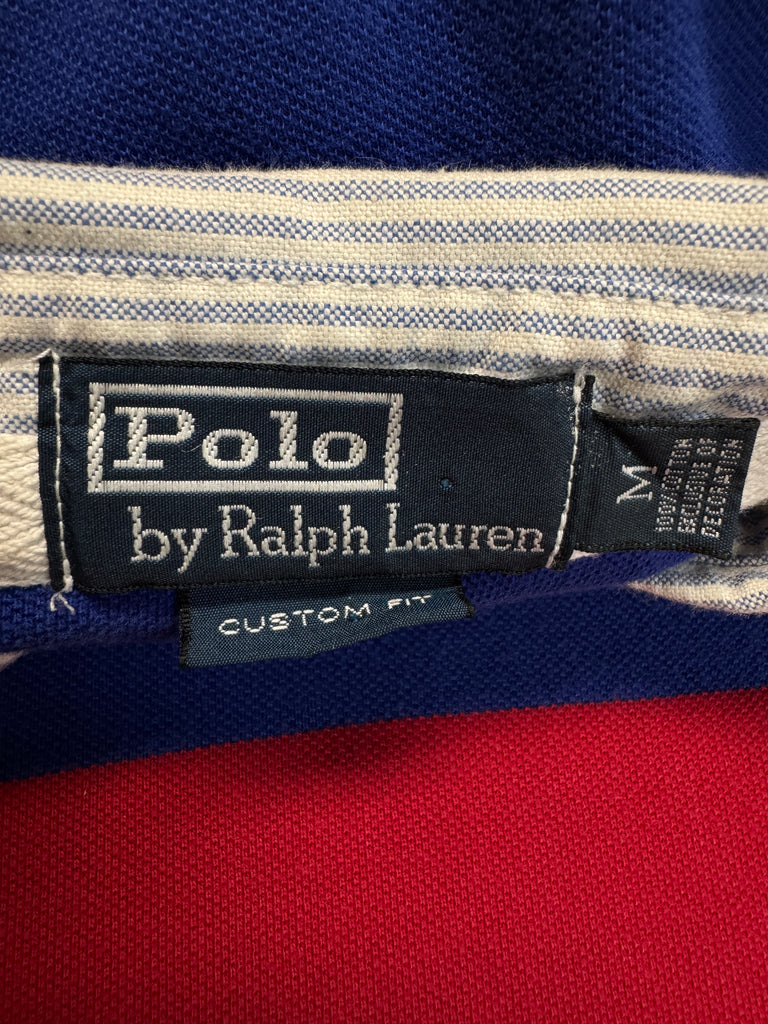 Polo
by Ralph Lauren
CUSTOM FIT
M